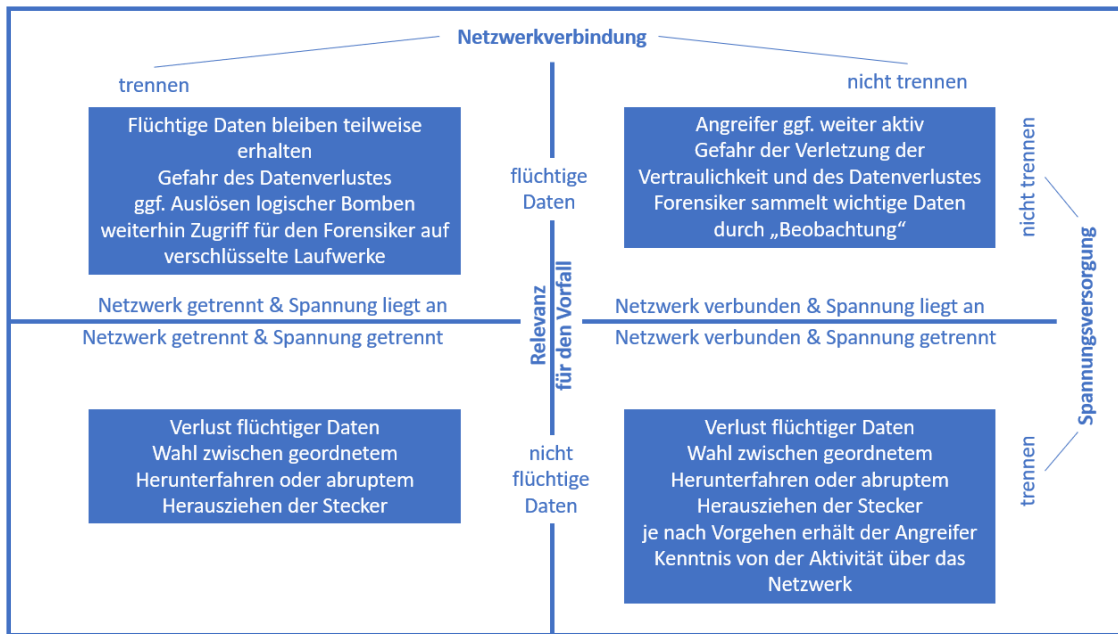 Netzwerkverbindung
trennen
nicht trennen
Flüchtige Daten bleiben teilweise
erhalten
Gefahr des Datenverlustes
ggf. Auslösen logischer Bomben
weiterhin Zugriff für den Forensiker auf
verschlüsselte Laufwerke
flüchtige
Daten
Angreifer ggf. weiter aktiv
Gefahr der Verletzung der
Vertraulichkeit und des Datenverlustes
Forensiker sammelt wichtige Daten
durch „Beobachtung“
nicht trennen
Netzwerk getrennt & Spannung liegt an
Netzwerk verbunden & Spannung liegt an
Relevanz
für den Vorfall
Spannungsversorgung
Netzwerk getrennt & Spannung getrennt
Netzwerk verbunden & Spannung getrennt
Verlust flüchtiger Daten
Wahl zwischen geordnetem
Herunterfahren oder abruptem
Herausziehen der Stecker
nicht
flüchtige
Daten
Verlust flüchtiger Daten
Wahl zwischen geordnetem
Herunterfahren oder abruptem
Herausziehen der Stecker
je nach Vorgehen erhält der Angreifer
Kenntnis von der Aktivität über das
Netzwerk
trennen